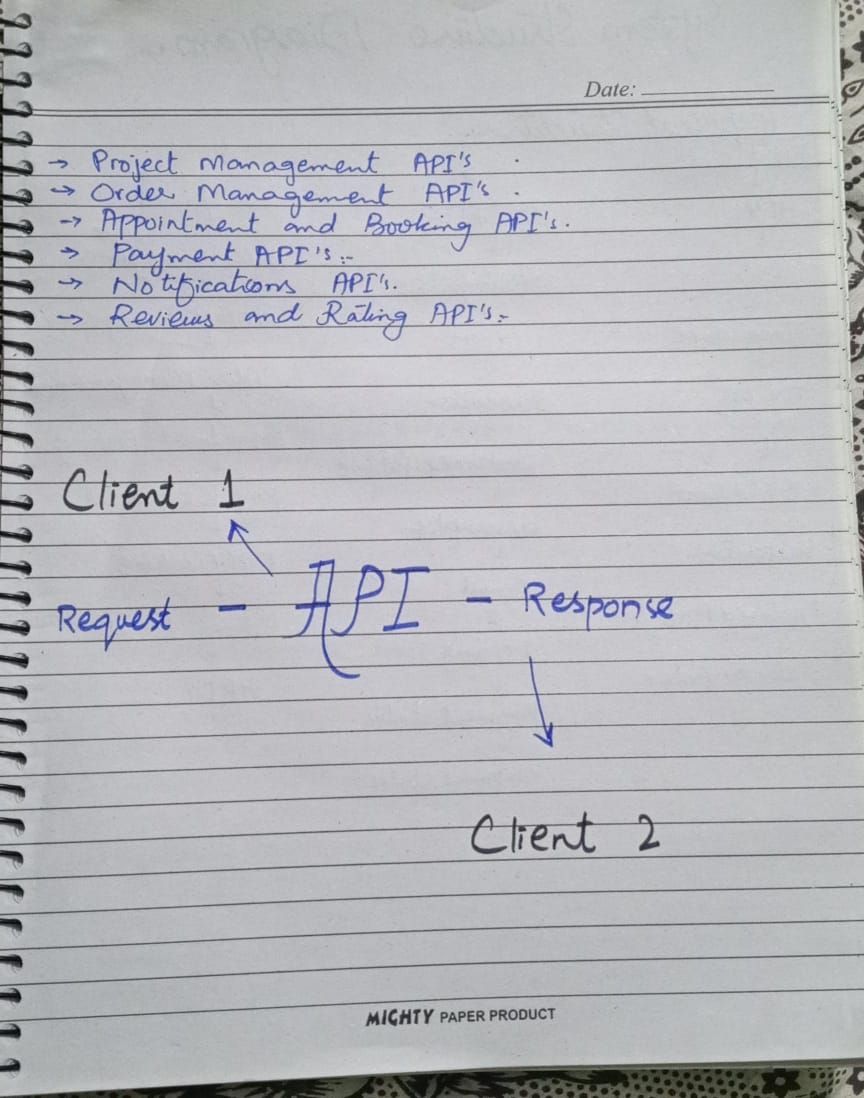 Date:
→ Project Management API's
→ Order Management API's
→ Appointment and Booking API's.
→ Payment API's :-
→ Notifications API's.
→ Reviews and Rating API's :-
Client 1
Request - API - Response
Client 2
MIGHTY PAPER PRODUCT